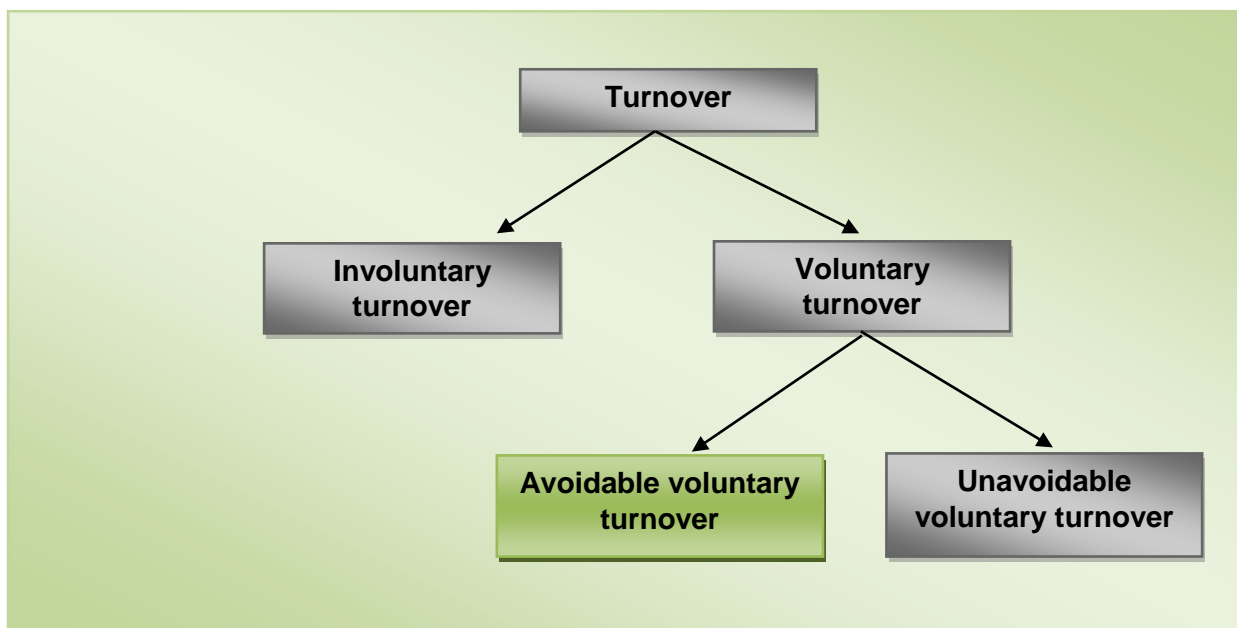 Turnover
Involuntary
turnover
Voluntary
turnover
Avoidable voluntary
turnover
Unavoidable
voluntary turnover